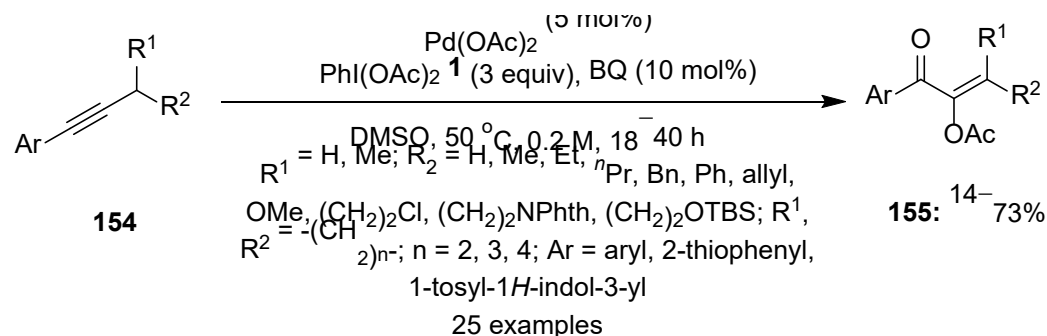 R1
R2
Ar
154
Pd(OAc)2 (5 mol%)
PhI(OAc)2 1 (3 equiv), BQ (10 mol%)
DMSO, 50 oC, 0.2 M, 18–40 h
R1 = H, Me; R2 = H, Me, Et, nPr, Bn, Ph, allyl,
OMe, (CH2)2Cl, (CH2)2NPhth, (CH2)2OTBS; R1,
R2 = -(CH2)n-; n = 2, 3, 4; Ar = aryl, 2-thiophenyl,
1-tosyl-1H-indol-3-yl
25 examples
O
R1
Ar
R2
OAc
155: 14–73%